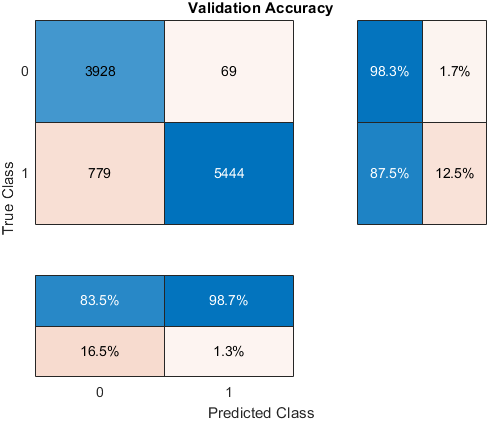 Validation Accuracy
0 3928 69 98.3% 1.7%
1 779 5444 87.5% 12.5%
True Class
83.5% 98.7%
16.5% 1.3%
0 1
Predicted Class